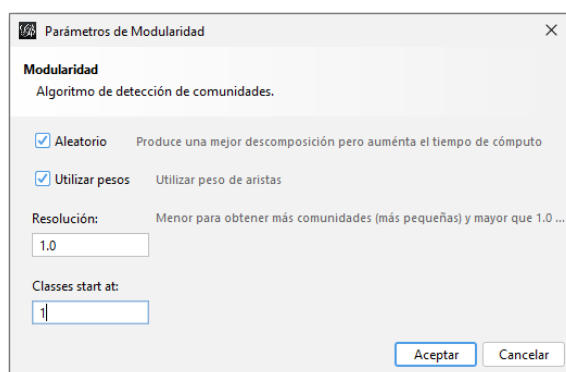 Parámetros de Modularidad
Modularidad
Algoritmo de detección de comunidades.
Aleatorio Produce una mejor descomposición pero auménta el tiempo de cómputo
Utilizar pesos Utilizar peso de aristas
Resolución: Menor para obtener más comunidades (más pequeñas) y mayor que 1.0 ...
1.0
Classes start at:
1
Aceptar Cancelar